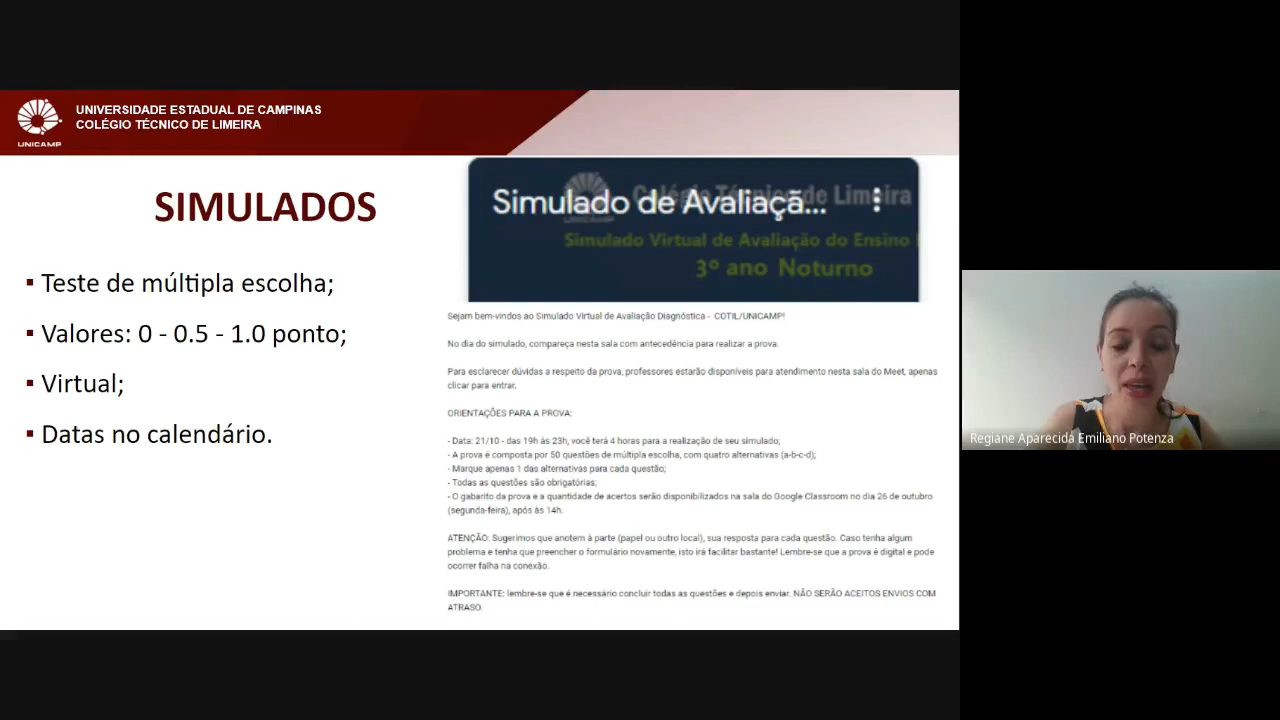 UNIVERSIDADE ESTADUAL DE CAMPINAS
COLÉGIO TÉCNICO DE LIMEIRA
UNICAMP
SIMULADOS
▪ Teste de múltipla escolha;
▪ Valores: 0 - 0.5 - 1.0 ponto;
▪ Virtual;
▪ Datas no calendário.
Colégio Técnico de Limeira
Simulado de Avaliaçã...
Simulado Virtual de Avaliação do Ensino
3º ano Noturno
Sejam bem-vindos ao Simulado Virtual de Avaliação Diagnóstica - COTIL/UNICAMP!
No dia do simulado, compareça nesta sala com antecedência para realizar a prova.
Para esclarecer dúvidas a respeito da prova, professores estarão disponíveis para atendimento nesta sala do Meet, apenas
clicar para entrar.
ORIENTAÇÕES PARA A PROVA:
- Data: 21/10 - das 19h às 23h, você terá 4 horas para a realização de seu simulado;
- A prova é composta por 50 questões de múltipla escolha, com quatro alternativas (a-b-c-d);
- Marque apenas 1 das alternativas para cada questão;
- Todas as questões são obrigatórias;
- O gabarito da prova e a quantidade de acertos serão disponibilizados na sala do Google Classroom no dia 26 de outubro
(segunda-feira), após às 14h.
ATENÇÃO: Sugerimos que anotem à parte (papel ou outro local), sua resposta para cada questão. Caso tenha algum
problema e tenha que preencher o formulário novamente, isto irá facilitar bastante! Lembre-se que a prova é digital e pode
ocorrer falha na conexão.
IMPORTANTE: lembre-se que é necessário concluir todas as questões e depois enviar. NÃO SERÃO ACEITOS ENVIOS COM
ATRASO.
Regiane Aparecida Emiliano Potenza